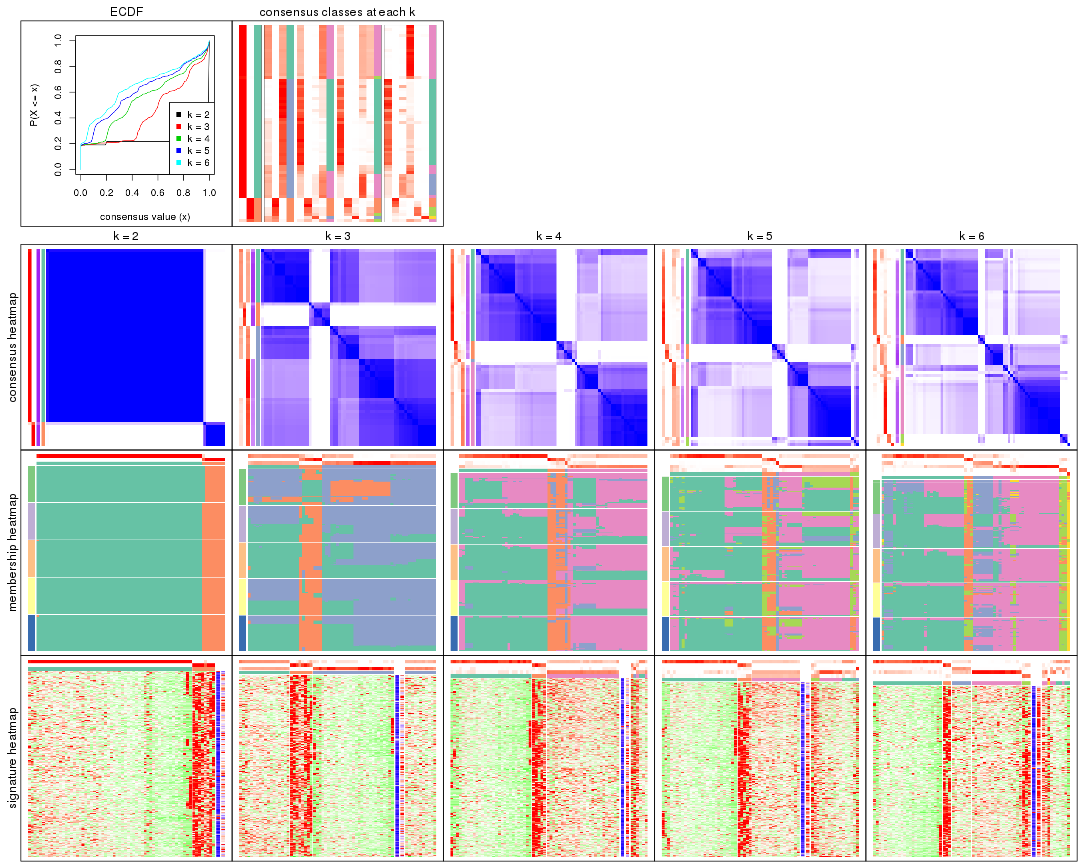 ECDF
consensus classes at each k
P(X <= x)
1.0
0.8
0.6
0.4
0.2
0.0
k = 2
k = 3
k = 4
k = 5
k = 6
0.0 0.2 0.4 0.6 0.8 1.0
consensus value (x)
k = 2
k = 3
k = 4
k = 5
k = 6
consensus heatmap
membership heatmap
signature heatmap